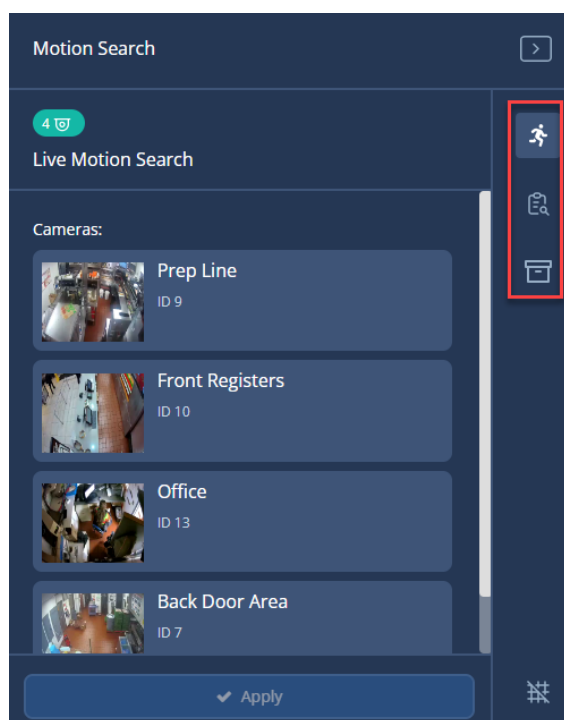 Motion Search
4
Live Motion Search
Cameras:
Prep Line
ID 9
Front Registers
ID 10
Office
ID 13
Back Door Area
ID 7
Apply